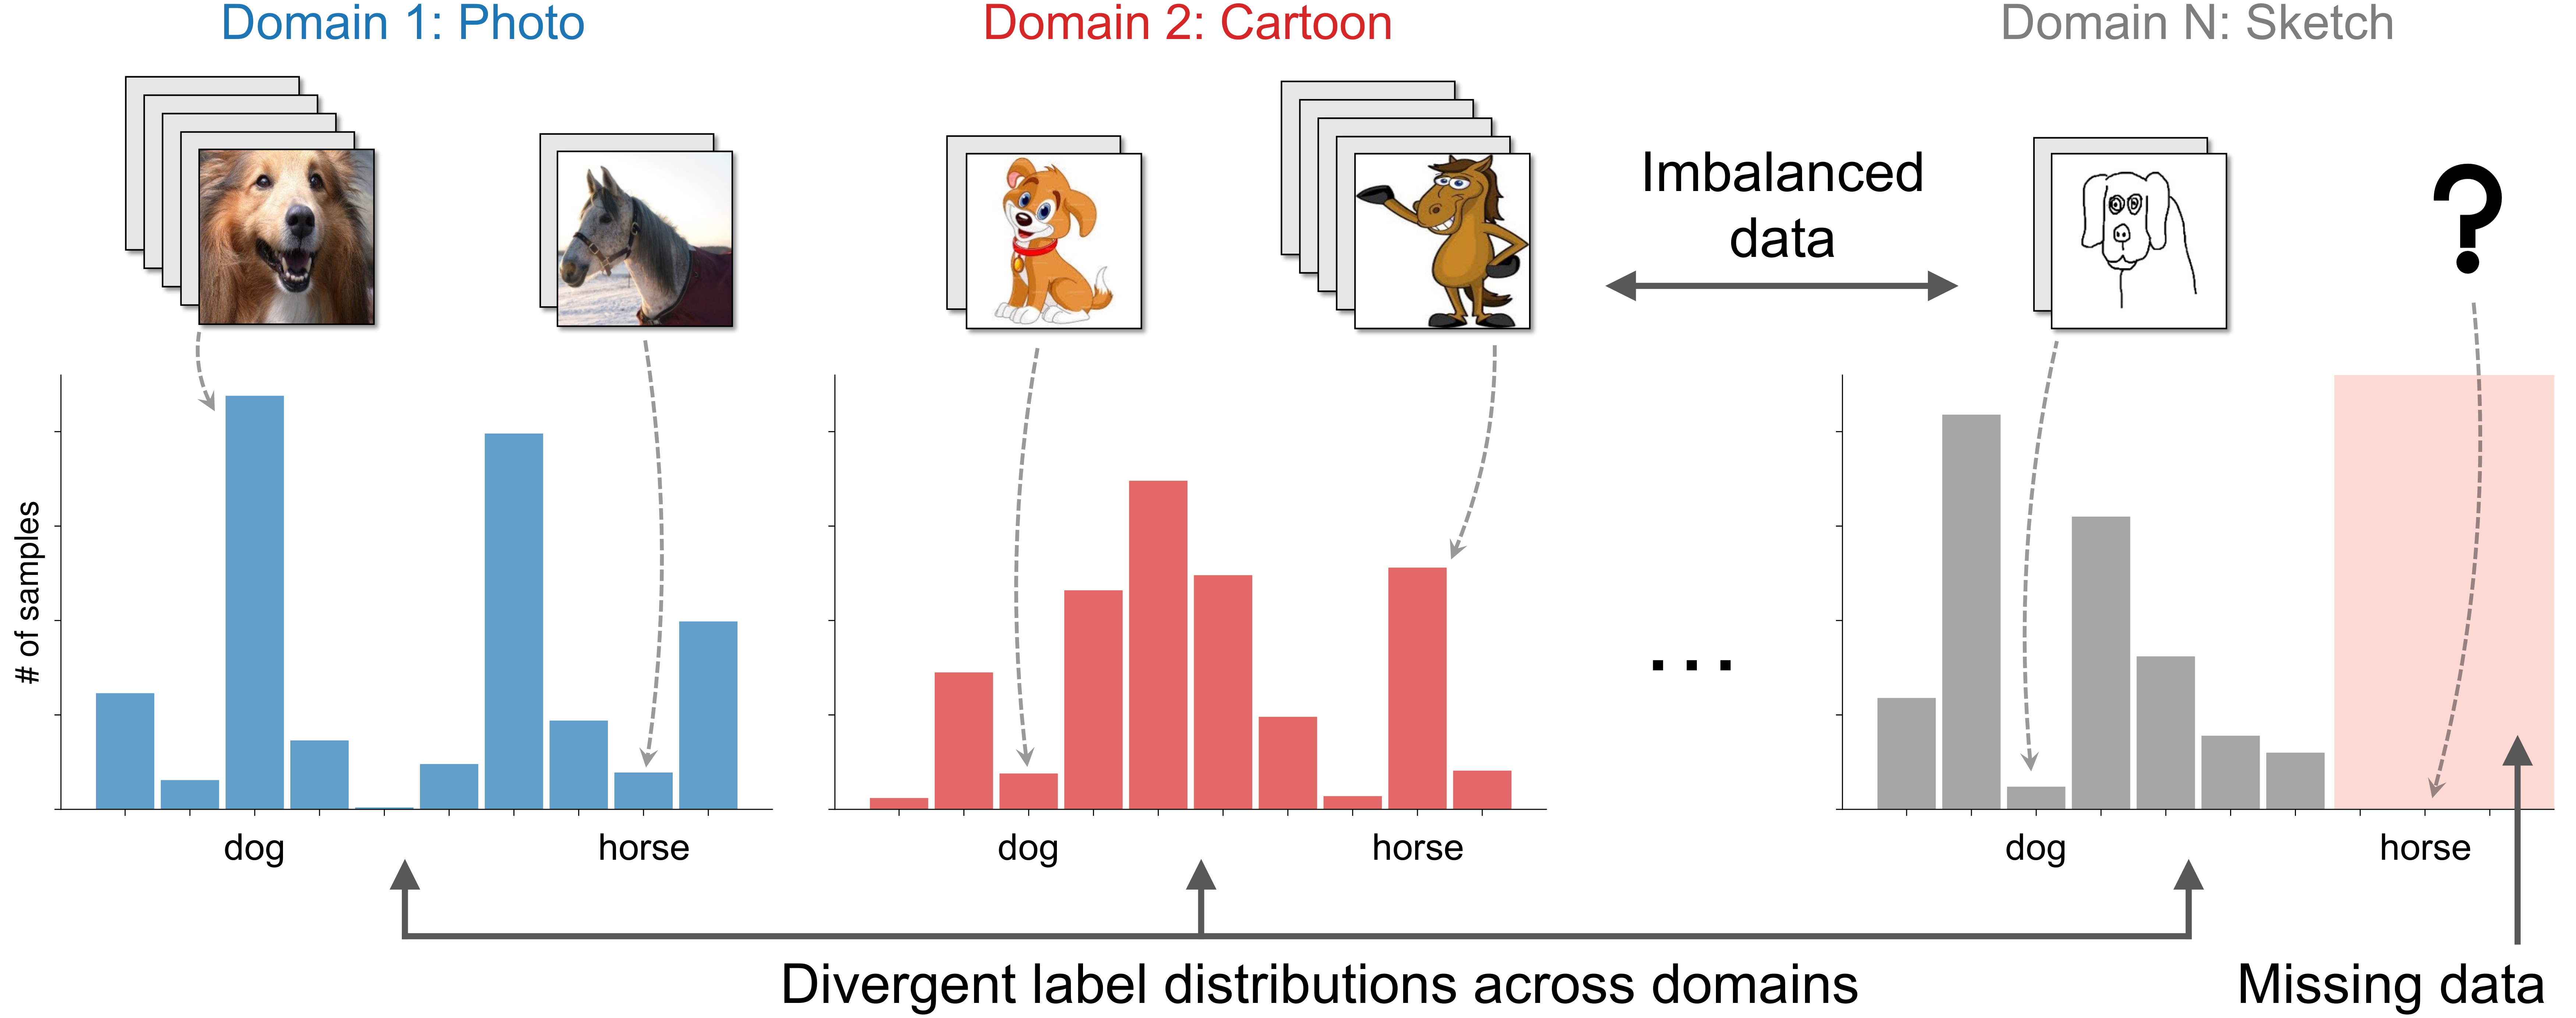 Domain 1: Photo
Domain 2: Cartoon
Domain N: Sketch
Imbalanced
data
?
# of samples
...
dog
horse
dog
horse
dog
horse
Divergent label distributions across domains
Missing data